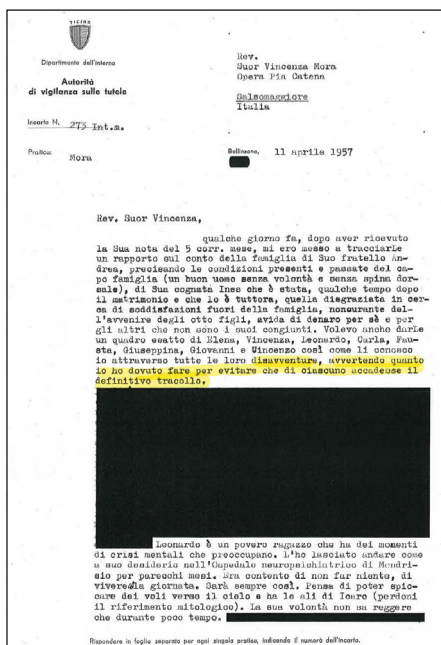 TICINO
Dipartimento dell'interno
Autorità
di vigilanza sulle tutele
Incarto N. 273 Int.m.
Pratica: Mora
Rev.
Suor Vincenza Mora
Opera Pia Catena
Salsomaggiore
Italia
Bellinzona, 11 aprile 1957
Rev. Suor Vincenza,
qualche giorno fa, dopo aver ricevuto
la Sua nota del 5 corr. mese, mi ero messo a tracciarLe
un rapporto sul conto della famiglia di Suo fratello An-
drea, precisando le condizioni presenti e passate del ca-
po famiglia (un buon uomo senza volontà e senza spina dor-
sale), di Sua cognata Ines che è stata, qualche tempo dopo
il matrimonio e che lo è tuttora, quella disgraziata in cer-
ca di soddisfazioni fuori della famiglia, noncurante del-
l'avvenire degli otto figli, avida di denaro per sè e per
gli altri che non sono i suoi congiunti. Volevo anche darLe
un quadro esatto di Elena, Vincenza, Leonardo, Carla, Fau-
sta, Giuseppina, Giovanni e Vincenzo così come li conosco
io attraverso tutte le loro disavventure, avvertendo quanto
io ho dovuto fare per evitare che di ciascuno accadesse il
definitivo tracollo.
Leonardo è un povero ragazzo che ha dei momenti
di crisi mentali che preoccupano. L'ho lasciato andare come
a suo desiderio nell'Ospedale neuropsichiatrico di Mendri-
sio per parecchi mesi. Era contento di non far niente, di
vivere la giornata. Sarà sempre così. Pensa di poter spic-
care dei voli verso il cielo e ha le ali di Icaro (perdoni
il riferimento mitologico). La sua volontà non sa reggere
che durante poco tempo.
Rispondere in foglio separato per ogni singola pratica, indicando il numero dell'incarto.